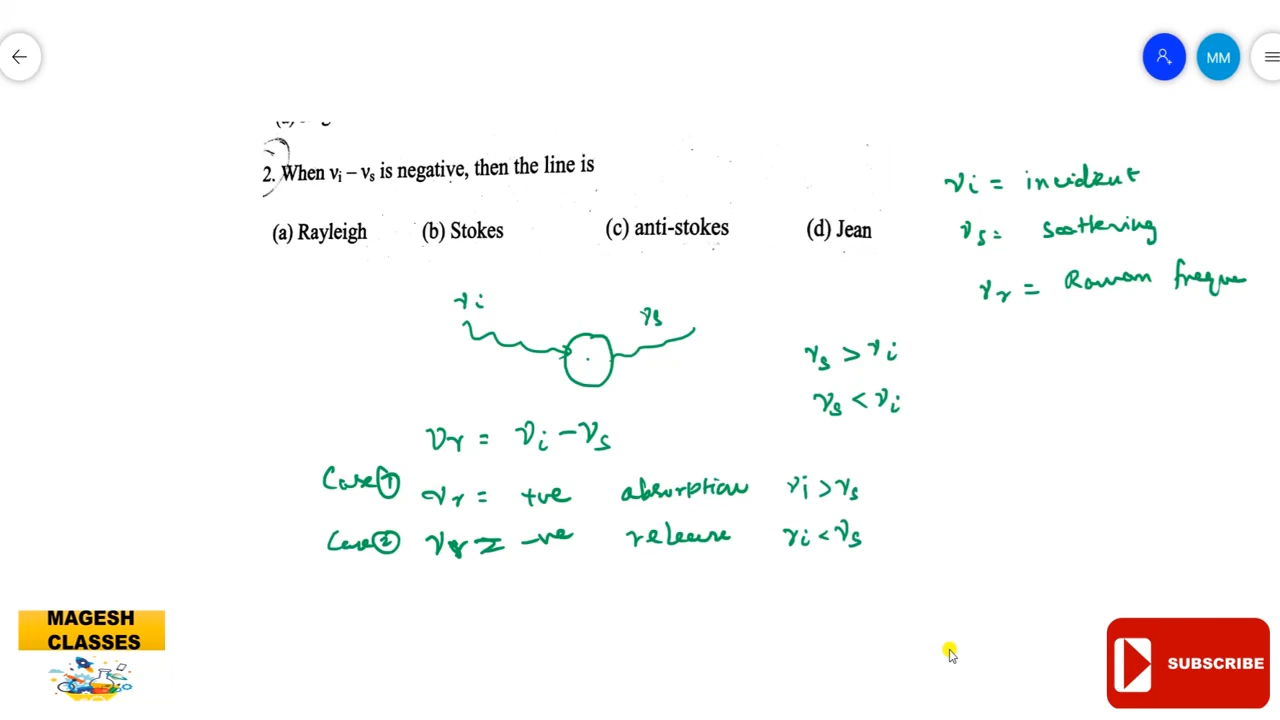 MM
2. When νi – νs is negative, then the line is
(a) Rayleigh (b) Stokes (c) anti-stokes (d) Jean
νi = incident
νs = scattering
νr = Raman freque
νi
νs
νs > νi
νs < νi
νr = νi – νs
Case ① νr = +ve absorption νi > νs
Case ② νr = -ve release νi < νs
MAGESH
CLASSES
SUBSCRIBE